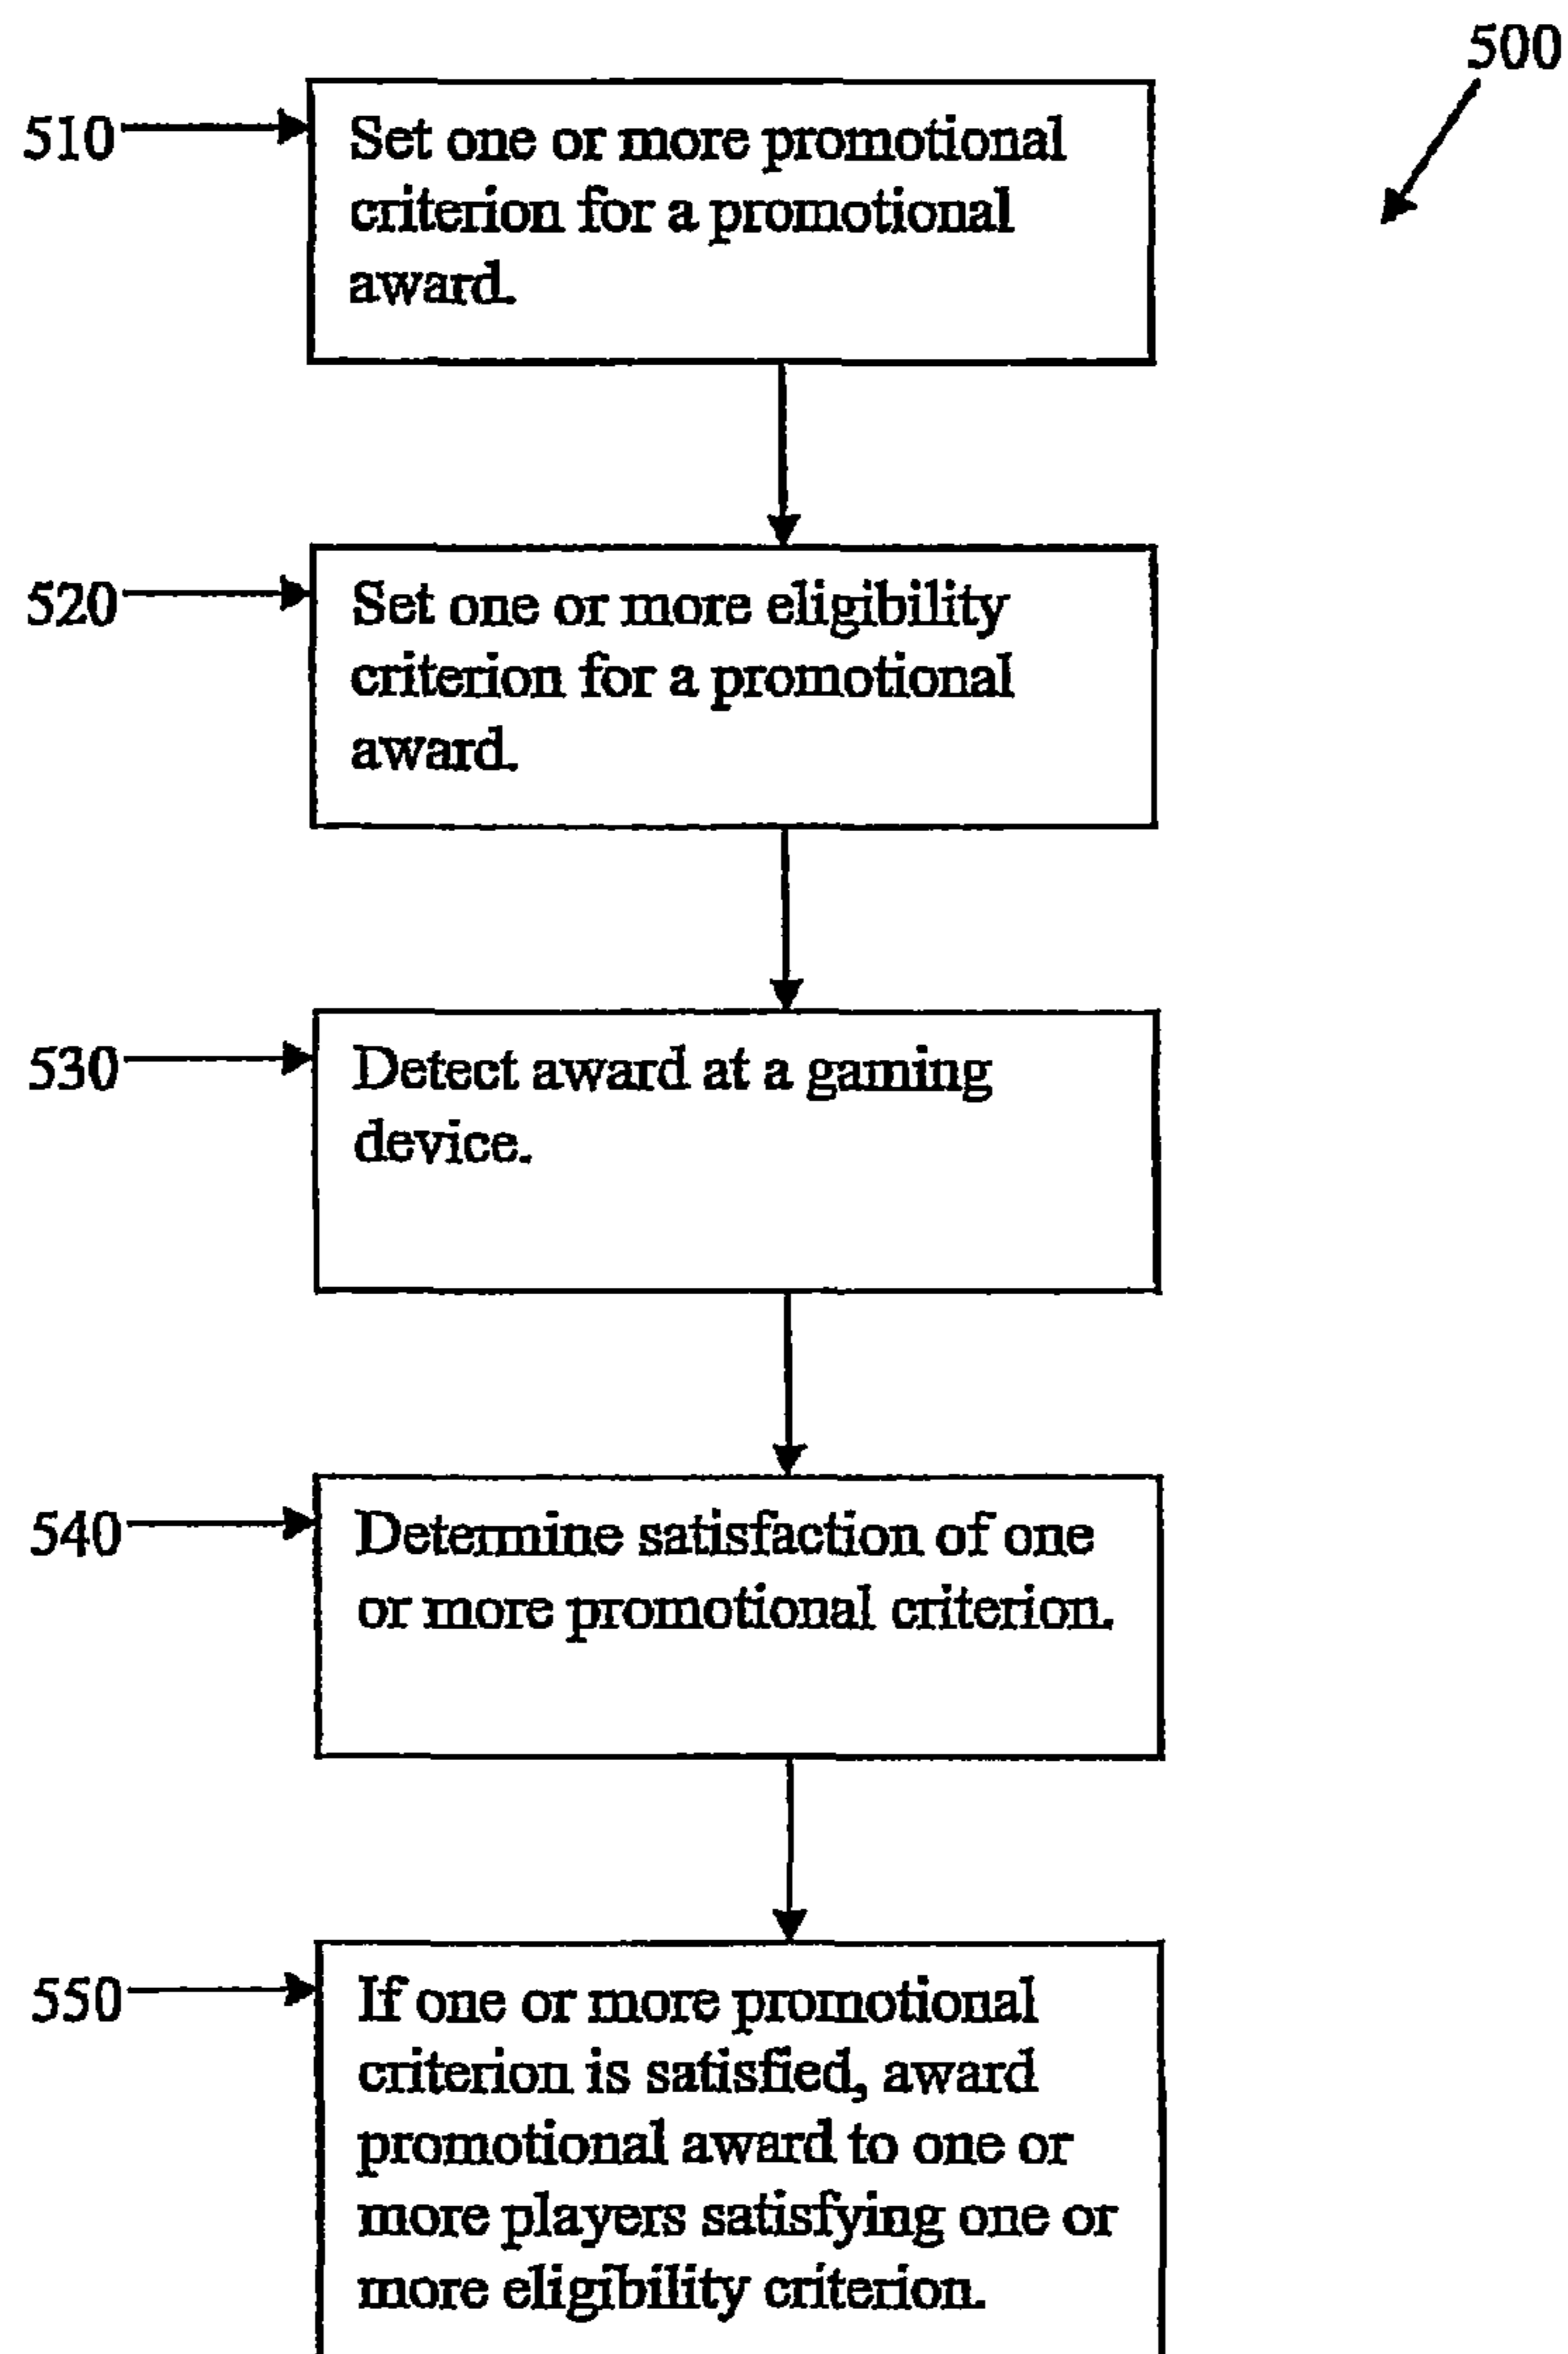 500
510
Set one or more promotional
criterion for a promotional
award.
520
Set one or more eligibility
criterion for a promotional
award.
530
Detect award at a gaming
device.
540
Determine satisfaction of one
or more promotional criterion.
550
If one or more promotional
criterion is satisfied, award
promotional award to one or
more players satisfying one or
more eligibility criterion.